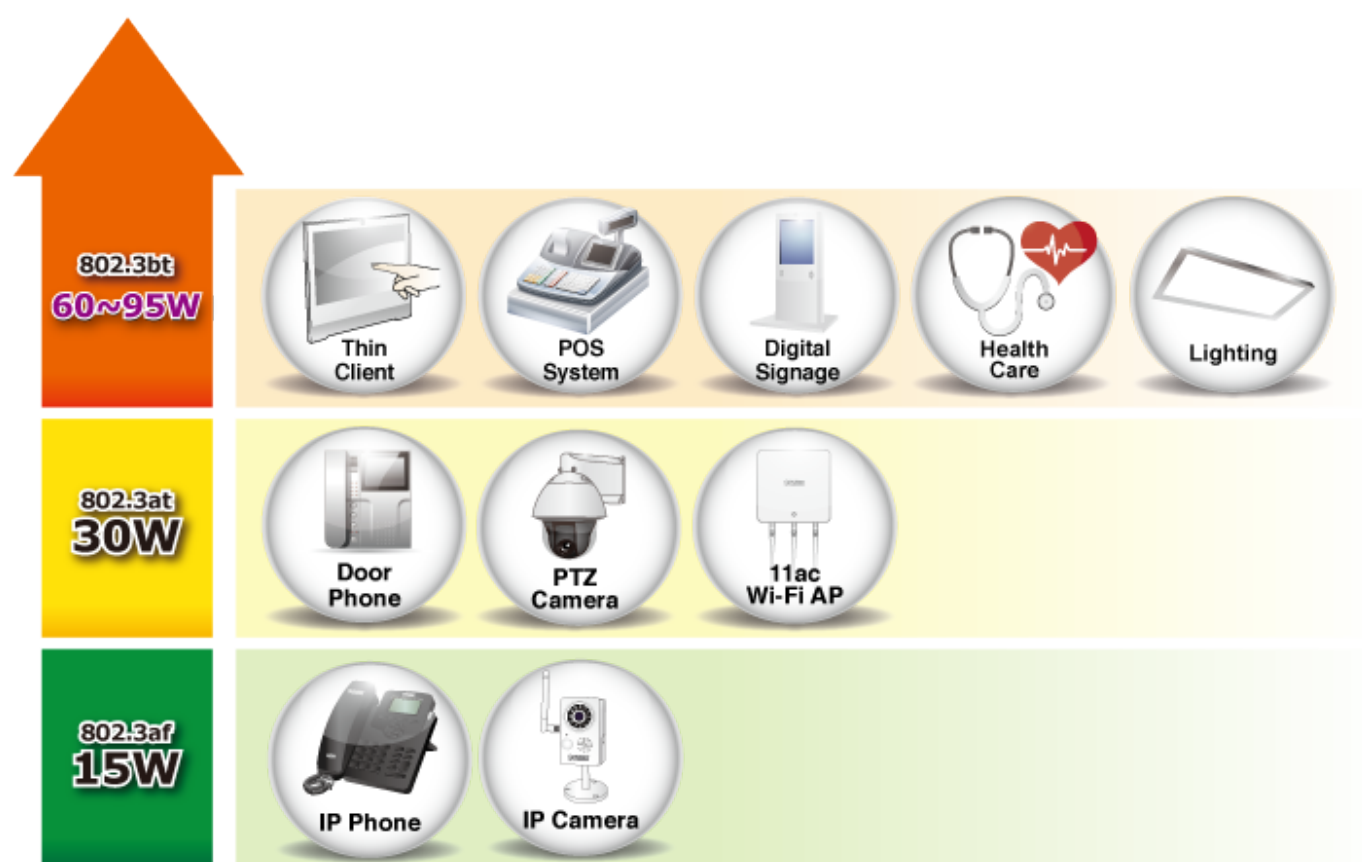 802.3bt
60~95W
Thin
Client
POS
System
Digital
Signage
Health
Care
Lighting
802.3at
30W
Door
Phone
PTZ
Camera
11ac
Wi-Fi AP
802.3af
15W
IP Phone
IP Camera